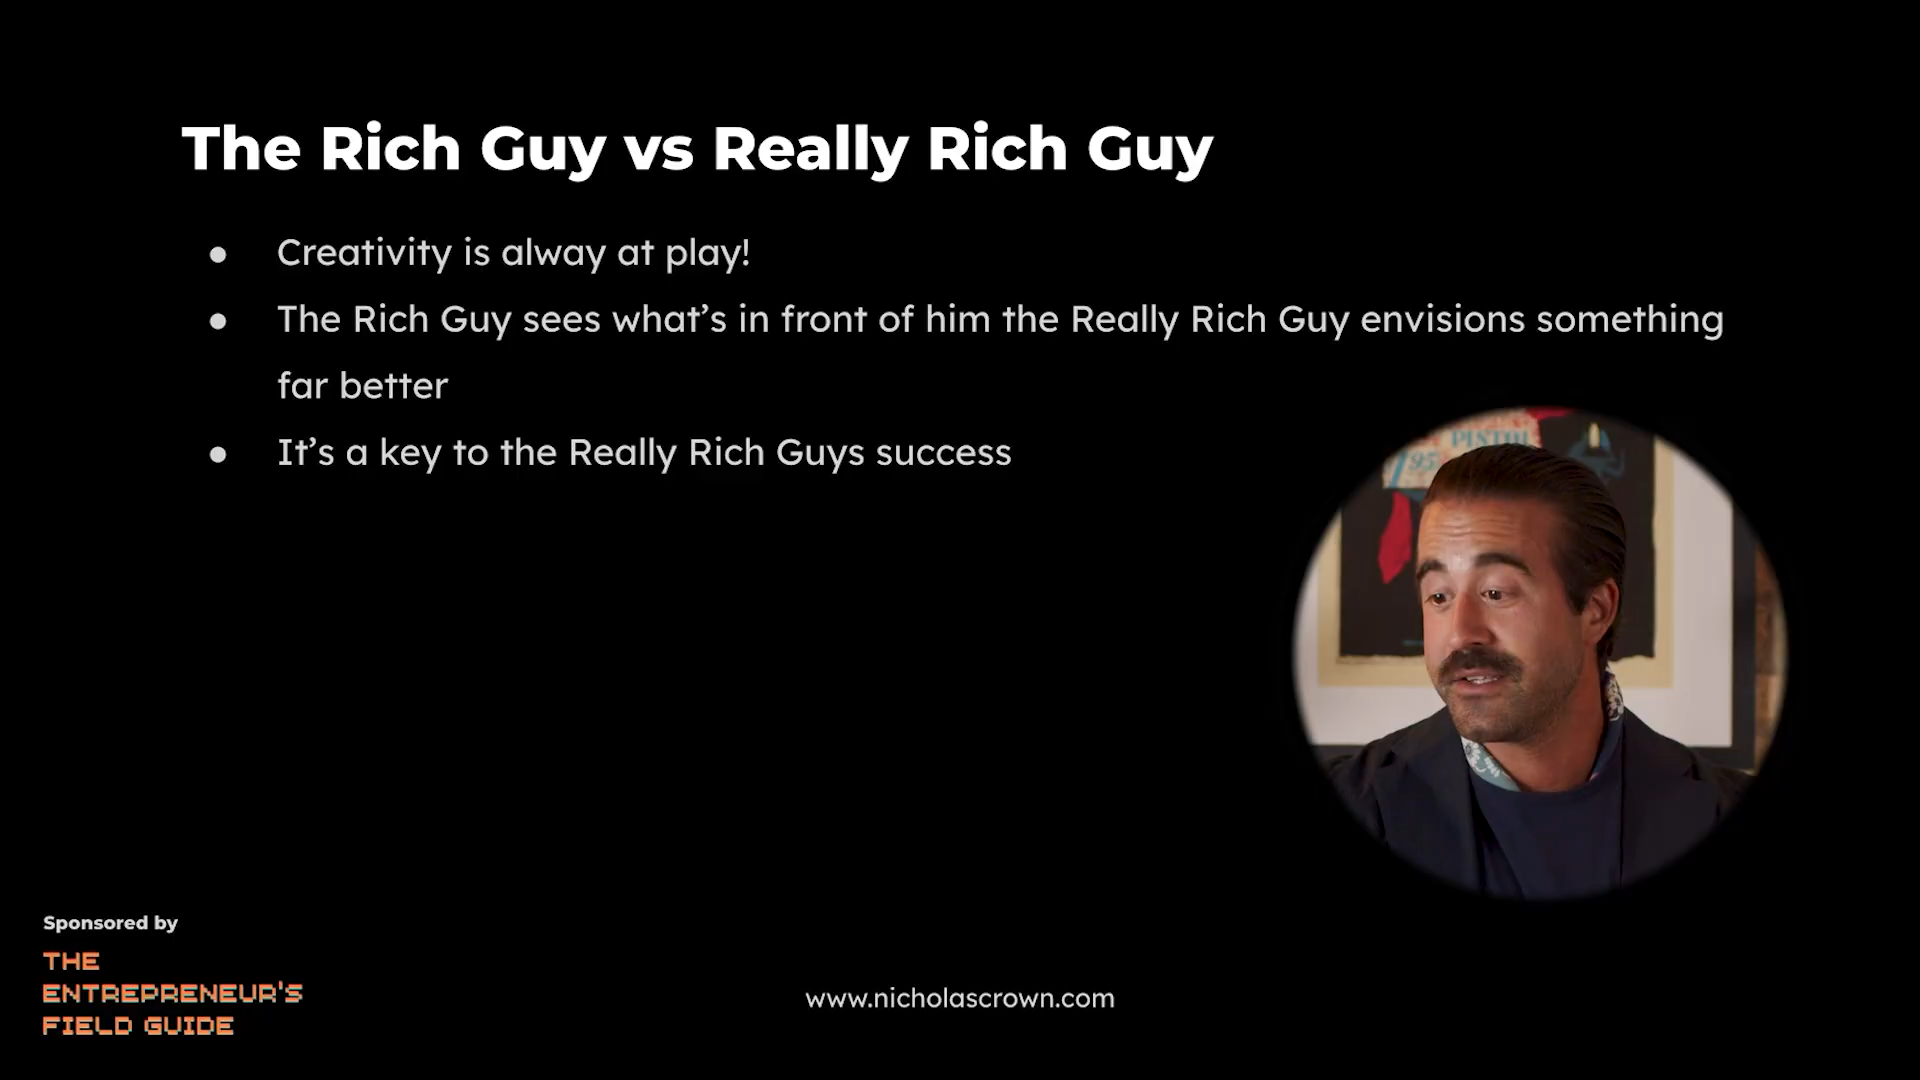 The Rich Guy vs Really Rich Guy
● Creativity is alway at play!
● The Rich Guy sees what’s in front of him the Really Rich Guy envisions something
far better
● It’s a key to the Really Rich Guys success
PISTOL
95
Sponsored by
THE
ENTREPRENEUR'S
FIELD GUIDE
www.nicholascrown.com